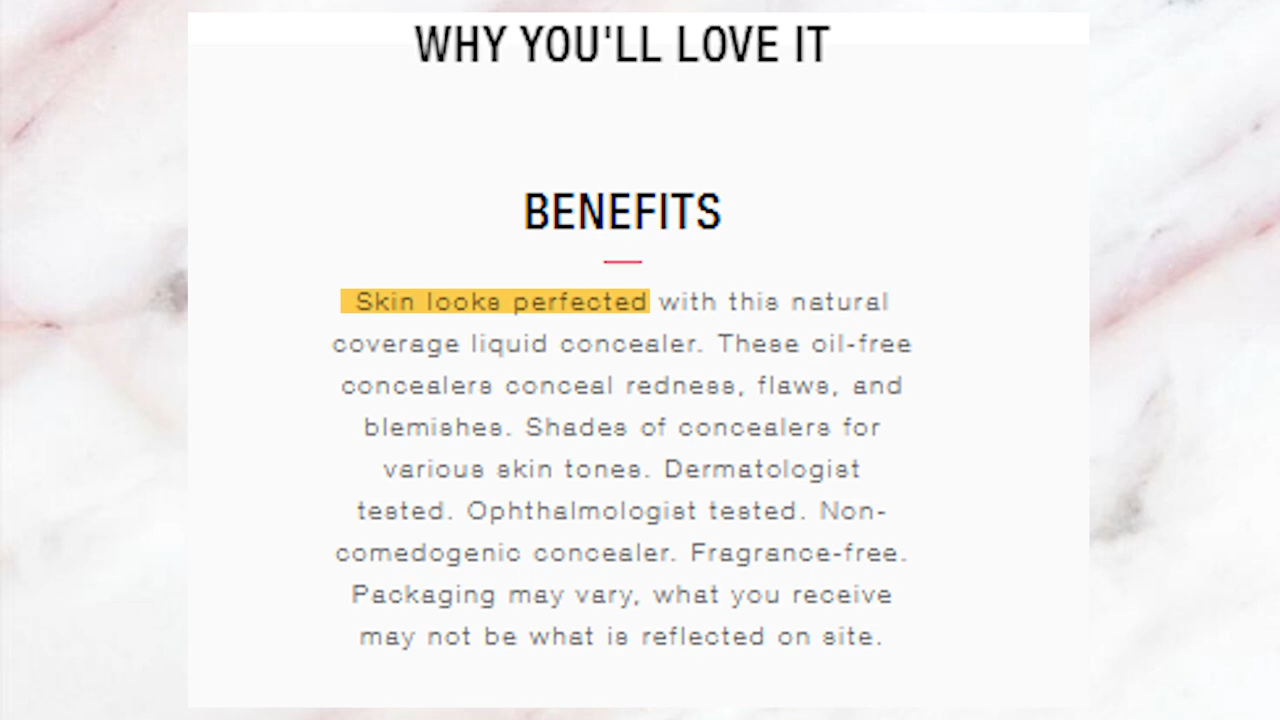 WHY YOU'LL LOVE IT
BENEFITS
Skin looks perfected with this natural
coverage liquid concealer. These oil-free
concealers conceal redness, flaws, and
blemishes. Shades of concealers for
various skin tones. Dermatologist
tested. Ophthalmologist tested. Non-
comedogenic concealer. Fragrance-free.
Packaging may vary, what you receive
may not be what is reflected on site.